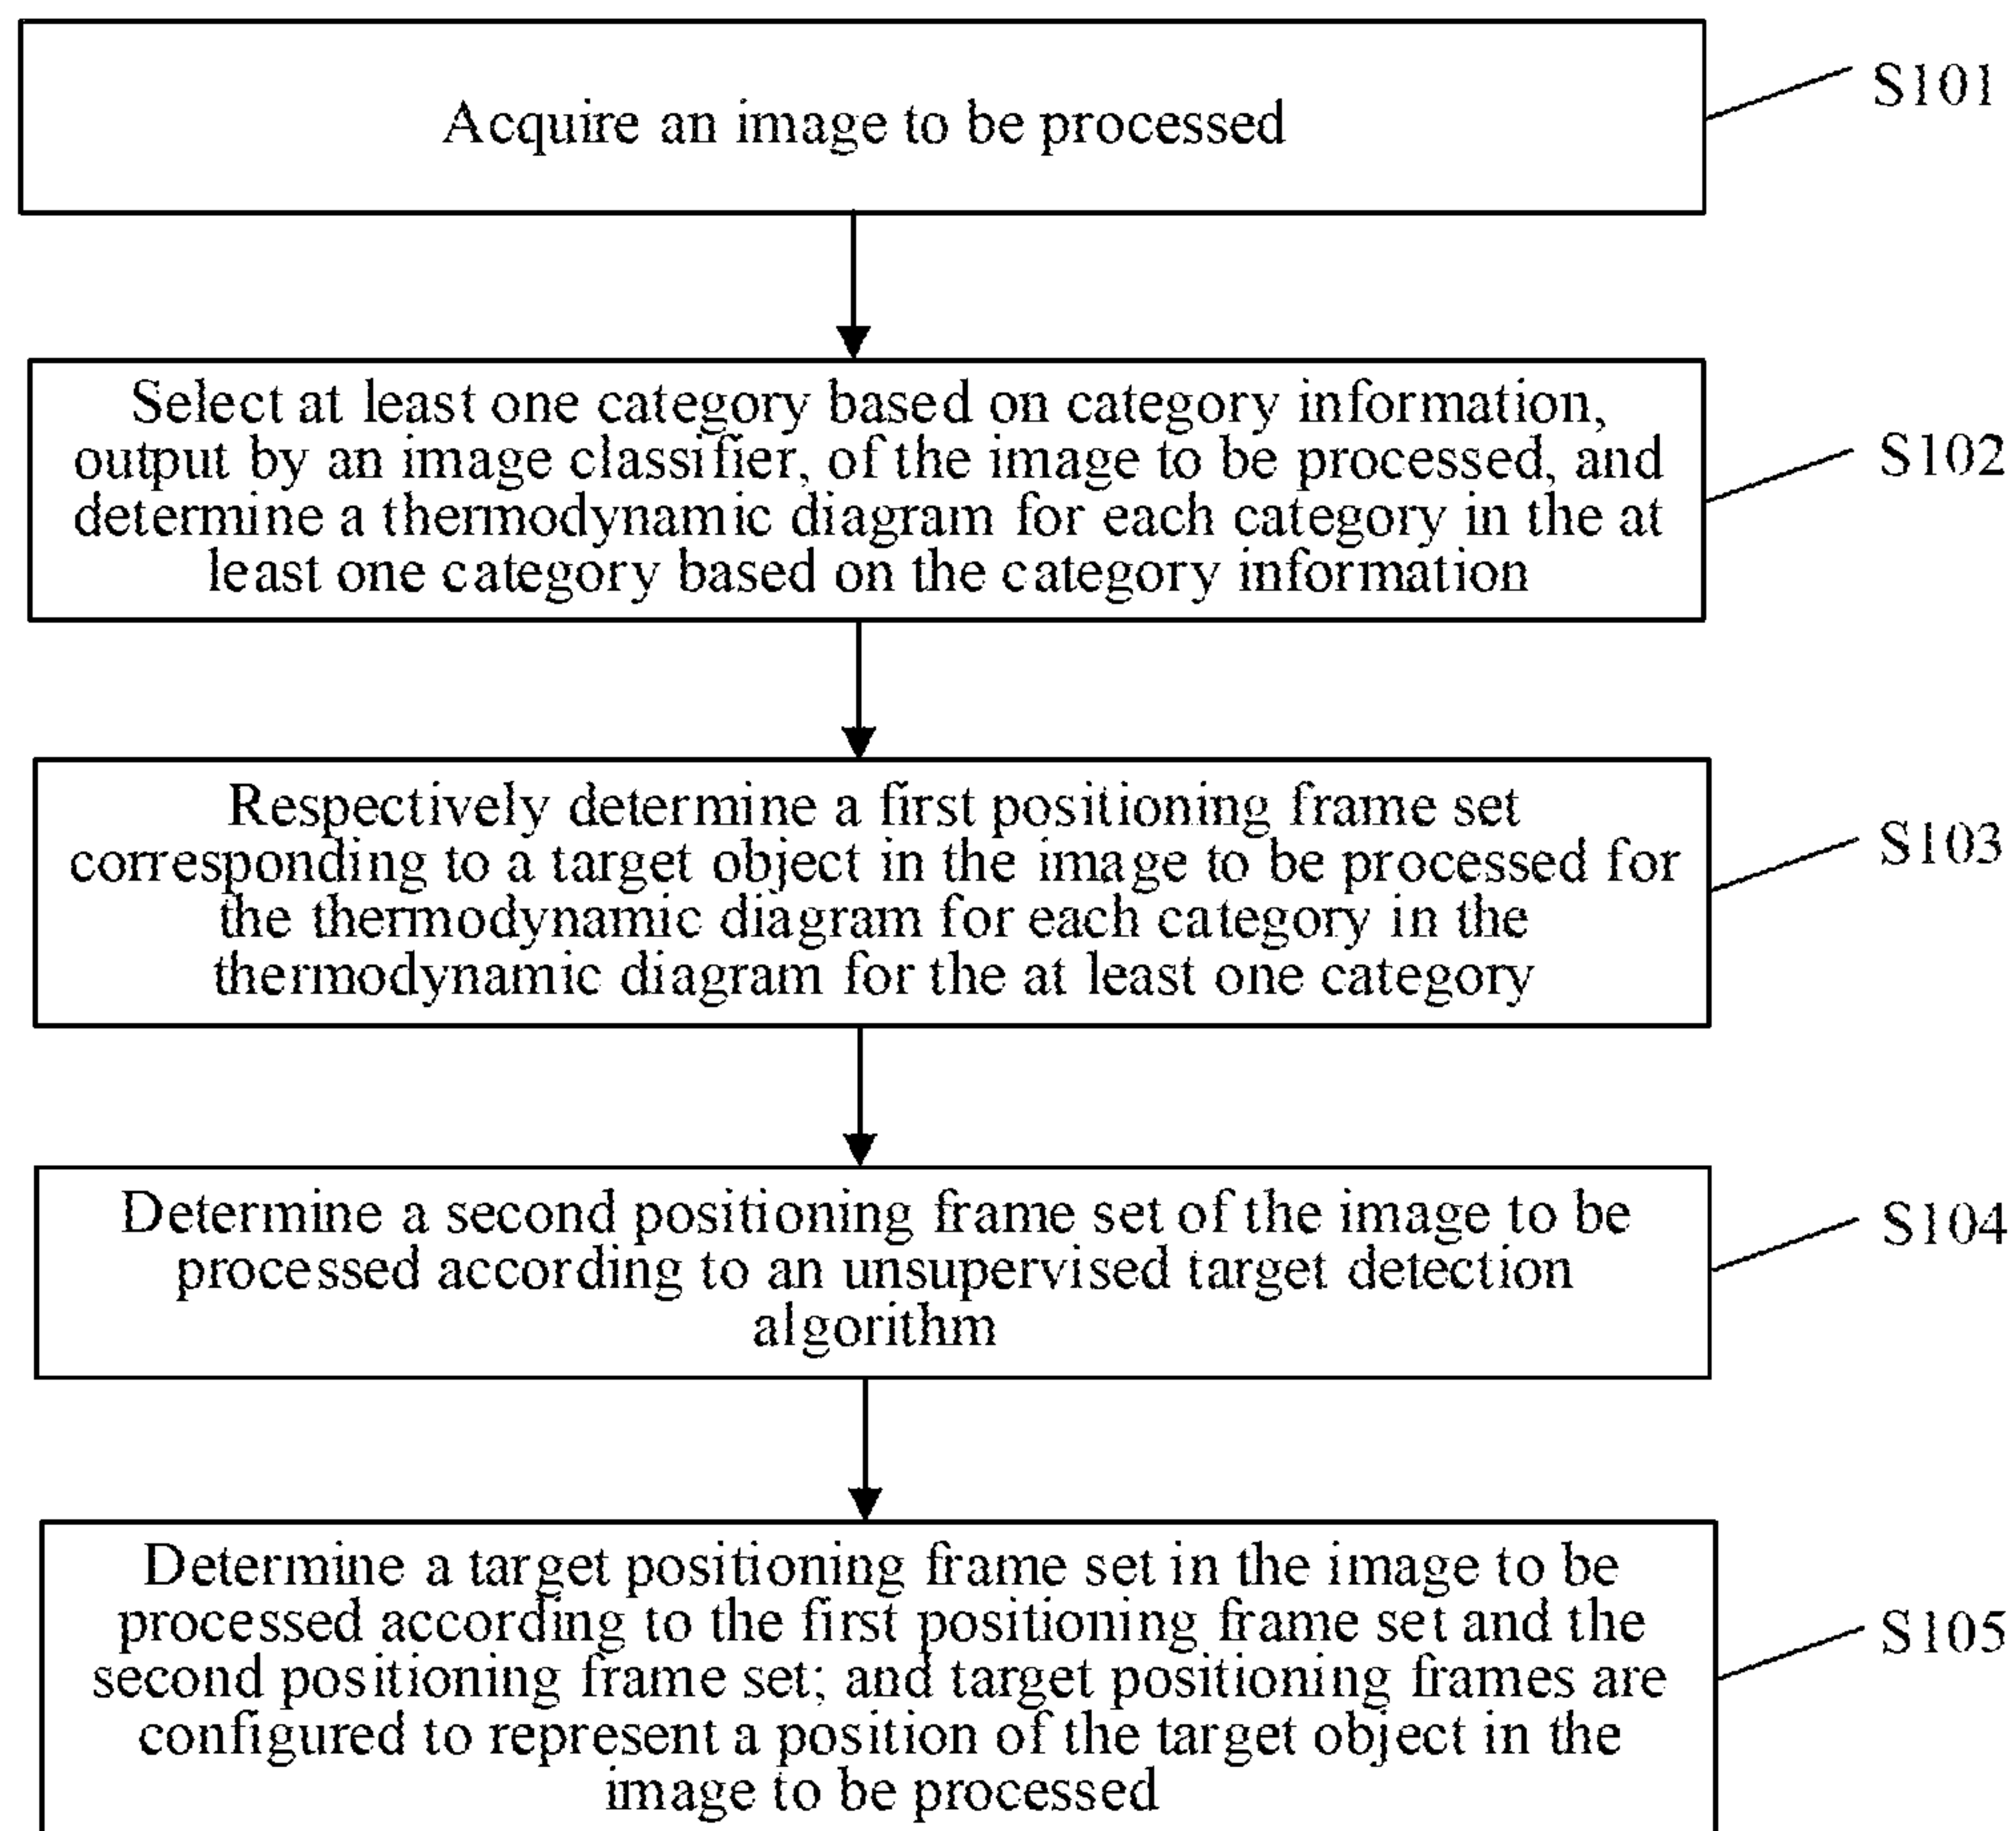 Acquire an image to be processed
S101
Select at least one category based on category information,
output by an image classifier, of the image to be processed, and
determine a thermodynamic diagram for each category in the at
least one category based on the category information
S102
Respectively determine a first positioning frame set
corresponding to a target object in the image to be processed for
the thermodynamic diagram for each category in the
thermodynamic diagram for the at least one category
S103
Determine a second positioning frame set of the image to be
processed according to an unsupervised target detection
algorithm
S104
Determine a target positioning frame set in the image to be
processed according to the first positioning frame set and the
second positioning frame set; and target positioning frames are
configured to represent a position of the target object in the
image to be processed
S105